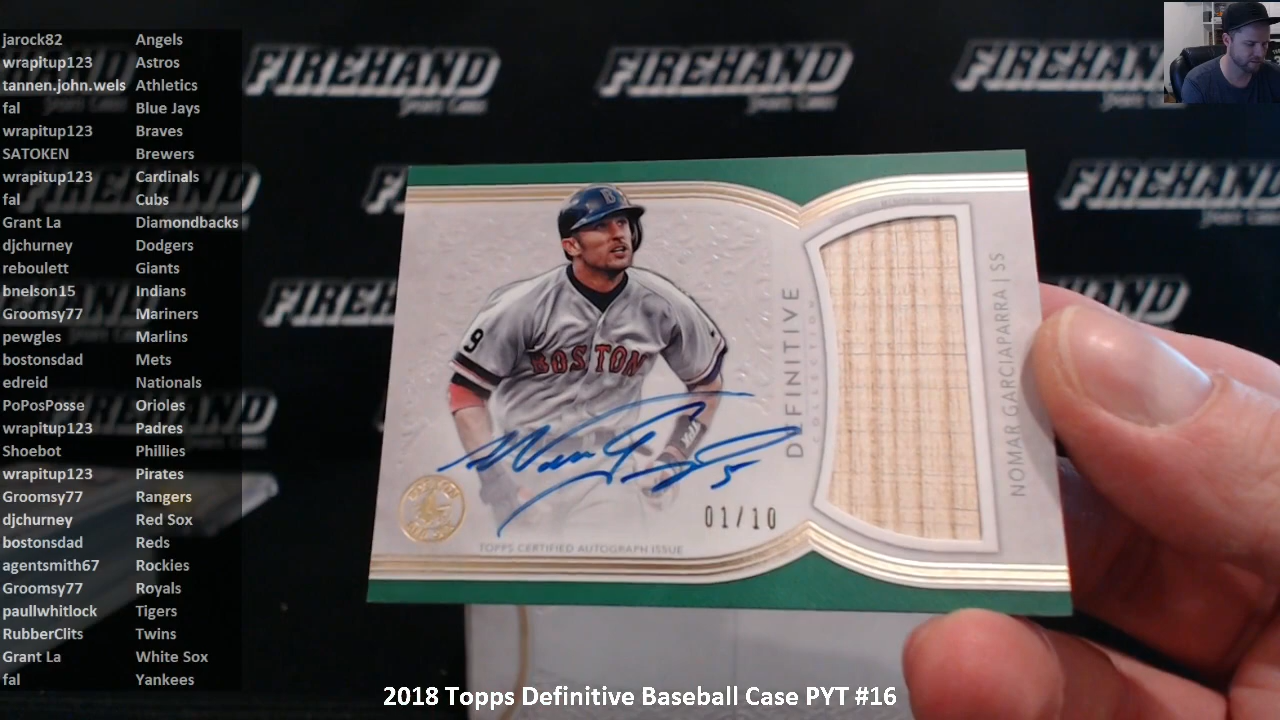 jarock82 Angels
wrapitup123 Astros
tannen.john.wels Athletics
fal Blue Jays
wrapitup123 Braves
SATOKEN Brewers
wrapitup123 Cardinals
fal Cubs
Grant La Diamondbacks
djchurney Dodgers
reboulett Giants
bnelson15 Indians
Groomsy77 Mariners
pewgles Marlins
bostonsdad Mets
edreid Nationals
PoPosPosse Orioles
wrapitup123 Padres
Shoebot Phillies
wrapitup123 Pirates
Groomsy77 Rangers
djchurney Red Sox
bostonsdad Reds
agentsmith67 Rockies
Groomsy77 Royals
paullwhitlock Tigers
RubberClits Twins
Grant La White Sox
fal Yankees
FIREHAND
FIREHAND
FIREHAND
FIREHAND
FIREHAND
B
9
BOSTON
5
01/10
TOPPS CERTIFIED AUTOGRAPH ISSUE
DEFINITIVE
COLLECTION
NOMAR GARCIAPARRA | SS
2018 Topps Definitive Baseball Case PYT #16